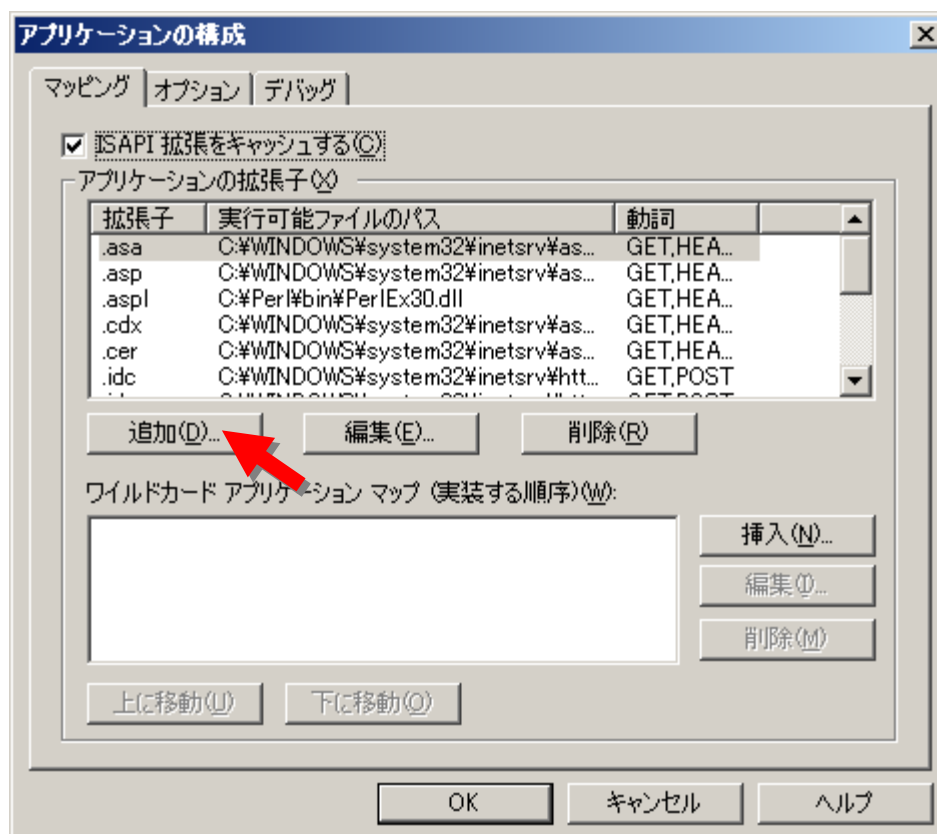 アプリケーションの構成
マッピング オプション デバッグ
ISAPI 拡張をキャッシュする(C)
アプリケーションの拡張子(X)
拡張子 実行可能ファイルのパス 動詞
.asa C:¥WINDOWS¥system32¥inetsrv¥as... GET,HEA...
.asp C:¥WINDOWS¥system32¥inetsrv¥as... GET,HEA...
.aspl C:¥Perl¥bin¥PerlEx30.dll GET,HEA...
.cdx C:¥WINDOWS¥system32¥inetsrv¥as... GET,HEA...
.cer C:¥WINDOWS¥system32¥inetsrv¥as... GET,HEA...
.idc C:¥WINDOWS¥system32¥inetsrv¥htt... GET,POST
追加(D)... 編集(E)... 削除(R)
ワイルドカード アプリケーション マップ (実装する順序)(W):
挿入(N)...
編集(I)...
削除(M)
上に移動(U) 下に移動(O)
OK キャンセル ヘルプ